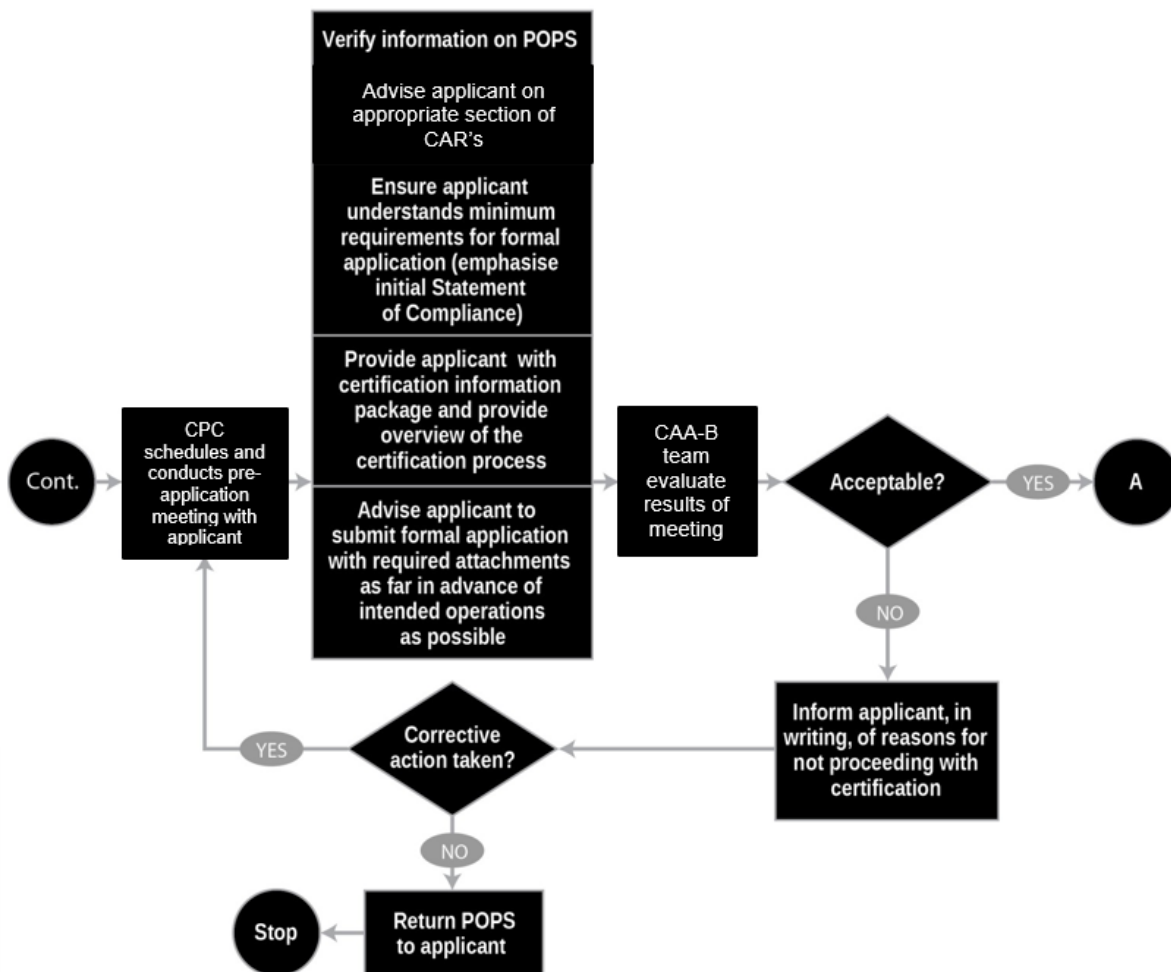 Verify information on POPS
Advise applicant on
appropriate section of
CAR's
Ensure applicant
understands minimum
requirements for formal
application (emphasise
initial Statement
of Compliance)
Provide applicant with
certification information
package and provide
overview of the
certification process
Advise applicant to
submit formal application
with required attachments
as far in advance of
intended operations
as possible
Cont.
CPC
schedules and
conducts pre-
application
meeting with
applicant
CAA-B
team
evaluate
results of
meeting
Acceptable?
YES
A
NO
Inform applicant, in
writing, of reasons for
not proceeding with
certification
Corrective
action taken?
YES
NO
Return POPS
to applicant
Stop